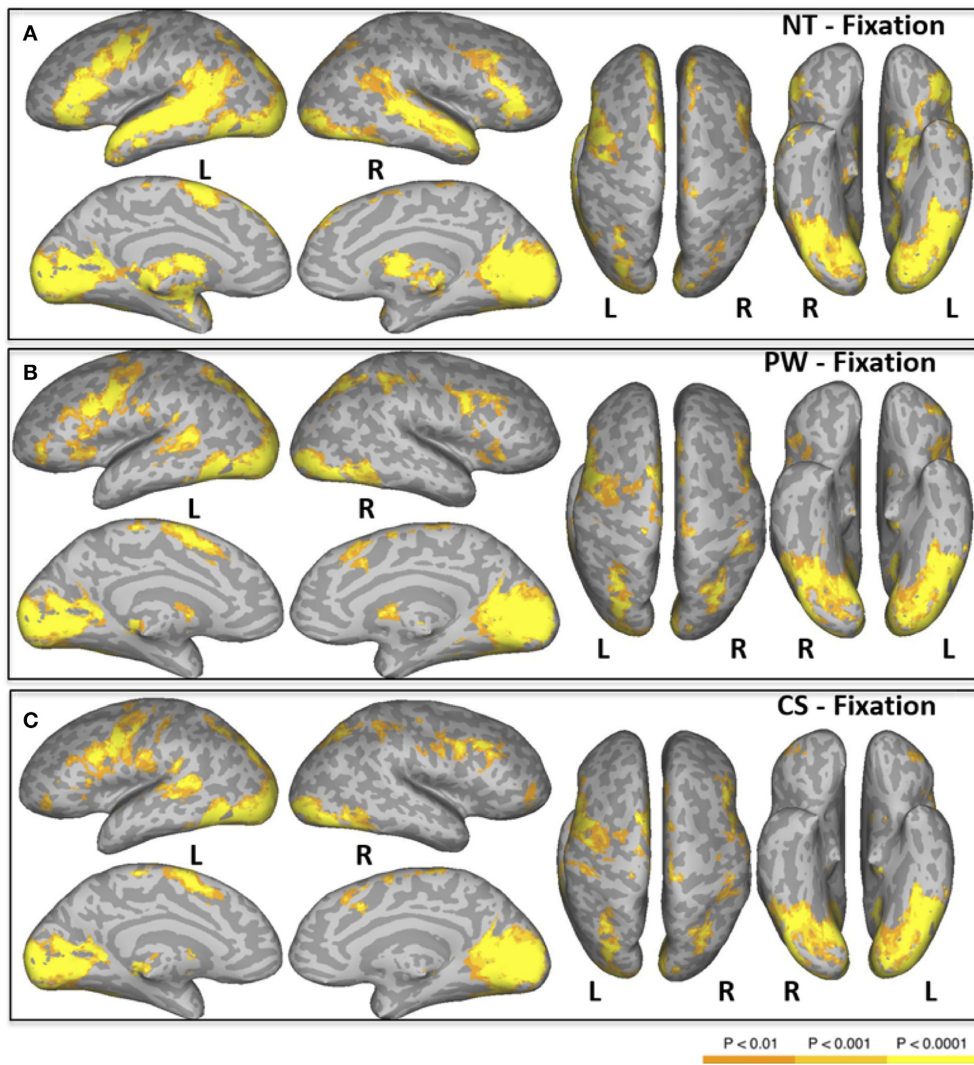 A
NT - Fixation
L R
L R R L
B
PW - Fixation
L R
L R R L
C
CS - Fixation
L R
L R R L
P < 0.01 P < 0.001 P < 0.0001